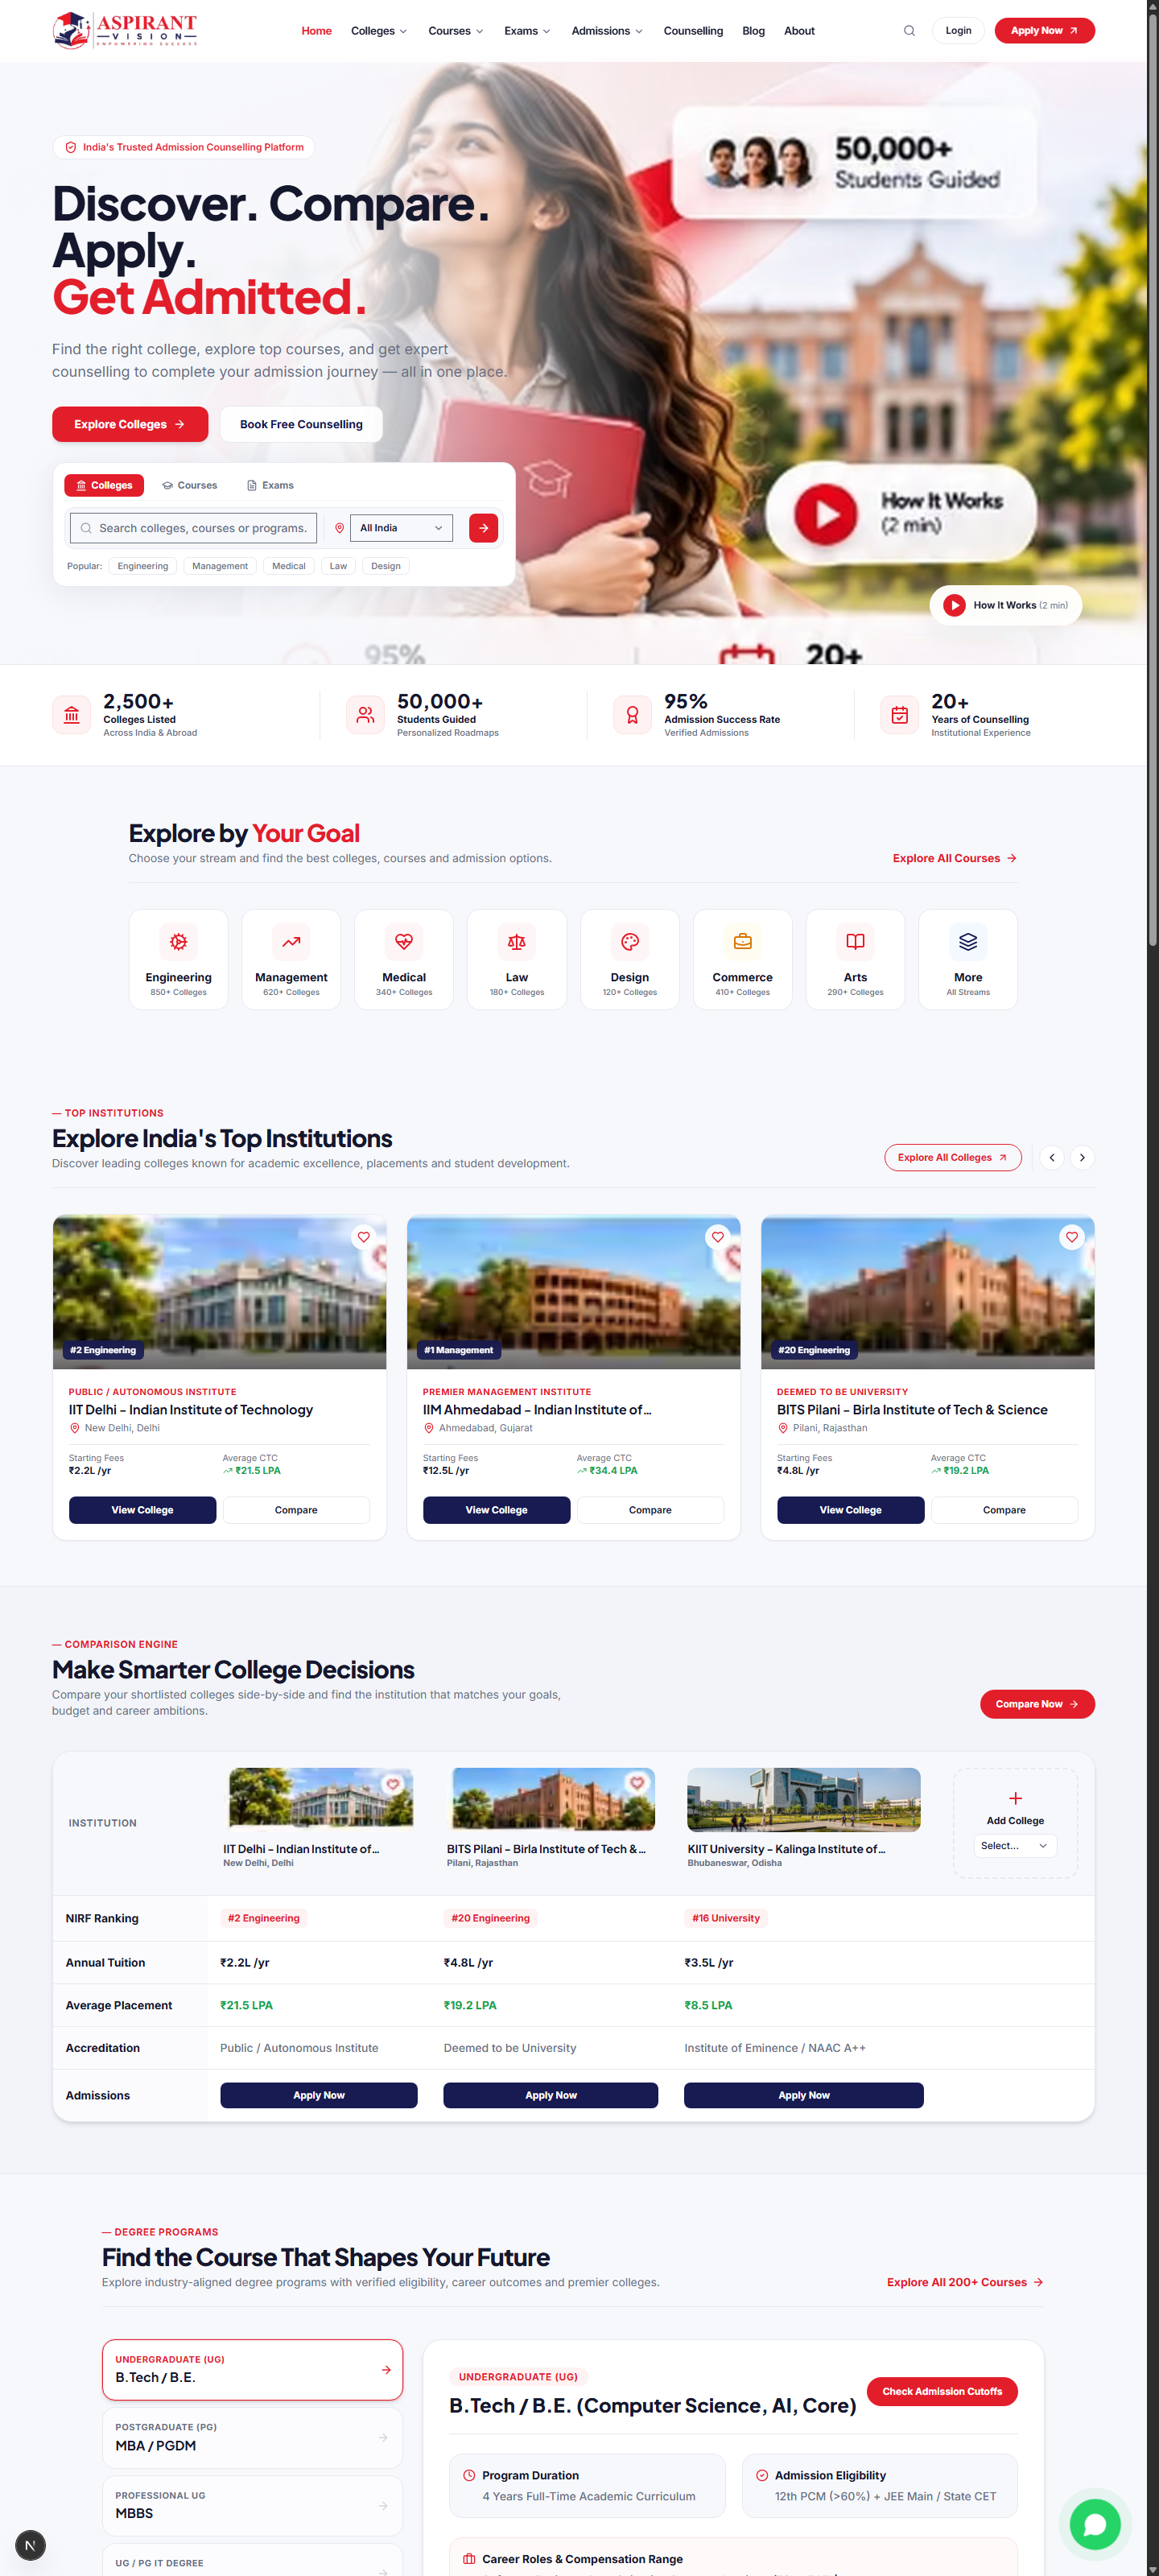 ASPIRANT
VISION
EMPOWERING SUCCESS
Home
Colleges
Courses
Exams
Admissions
Counselling
Blog
About
Login
Apply Now
India's Trusted Admission Counselling Platform
Discover. Compare.
Apply.
Get Admitted.
Find the right college, explore top courses, and get expert
counselling to complete your admission journey — all in one place.
Explore Colleges
Book Free Counselling
50,000+
Students Guided
How It Works
(2 min)
Colleges
Courses
Exams
Search colleges, courses or programs.
All India
Popular:
Engineering
Management
Medical
Law
Design
How It Works (2 min)
95%
20+
2,500+
Colleges Listed
Across India & Abroad
50,000+
Students Guided
Personalized Roadmaps
95%
Admission Success Rate
Verified Admissions
20+
Years of Counselling
Institutional Experience
Explore by Your Goal
Choose your stream and find the best colleges, courses and admission options.
Explore All Courses
Engineering
850+ Colleges
Management
620+ Colleges
Medical
340+ Colleges
Law
180+ Colleges
Design
120+ Colleges
Commerce
410+ Colleges
Arts
290+ Colleges
More
All Streams
— TOP INSTITUTIONS
Explore India's Top Institutions
Discover leading colleges known for academic excellence, placements and student development.
Explore All Colleges
#2 Engineering
PUBLIC / AUTONOMOUS INSTITUTE
IIT Delhi - Indian Institute of Technology
New Delhi, Delhi
Starting Fees
₹2.2L /yr
Average CTC
₹21.5 LPA
View College
Compare
#1 Management
PREMIER MANAGEMENT INSTITUTE
IIM Ahmedabad - Indian Institute of...
Ahmedabad, Gujarat
Starting Fees
₹12.5L /yr
Average CTC
₹34.4 LPA
View College
Compare
#20 Engineering
DEEMED TO BE UNIVERSITY
BITS Pilani - Birla Institute of Tech & Science
Pilani, Rajasthan
Starting Fees
₹4.8L /yr
Average CTC
₹19.2 LPA
View College
Compare
— COMPARISON ENGINE
Make Smarter College Decisions
Compare your shortlisted colleges side-by-side and find the institution that matches your goals,
budget and career ambitions.
Compare Now
INSTITUTION
IIT Delhi - Indian Institute of...
New Delhi, Delhi
BITS Pilani - Birla Institute of Tech &...
Pilani, Rajasthan
KIIT University - Kalinga Institute of...
Bhubaneswar, Odisha
Add College
Select...
NIRF Ranking
#2 Engineering
#20 Engineering
#16 University
Annual Tuition
₹2.2L /yr
₹4.8L /yr
₹3.5L /yr
Average Placement
₹21.5 LPA
₹19.2 LPA
₹8.5 LPA
Accreditation
Public / Autonomous Institute
Deemed to be University
Institute of Eminence / NAAC A++
Admissions
Apply Now
Apply Now
Apply Now
— DEGREE PROGRAMS
Find the Course That Shapes Your Future
Explore industry-aligned degree programs with verified eligibility, career outcomes and premier colleges.
Explore All 200+ Courses
UNDERGRADUATE (UG)
B.Tech / B.E.
POSTGRADUATE (PG)
MBA / PGDM
PROFESSIONAL UG
MBBS
UG / PG IT DEGREE
UNDERGRADUATE (UG)
B.Tech / B.E. (Computer Science, AI, Core)
Check Admission Cutoffs
Program Duration
4 Years Full-Time Academic Curriculum
Admission Eligibility
12th PCM (>60%) + JEE Main / State CET
Career Roles & Compensation Range
N